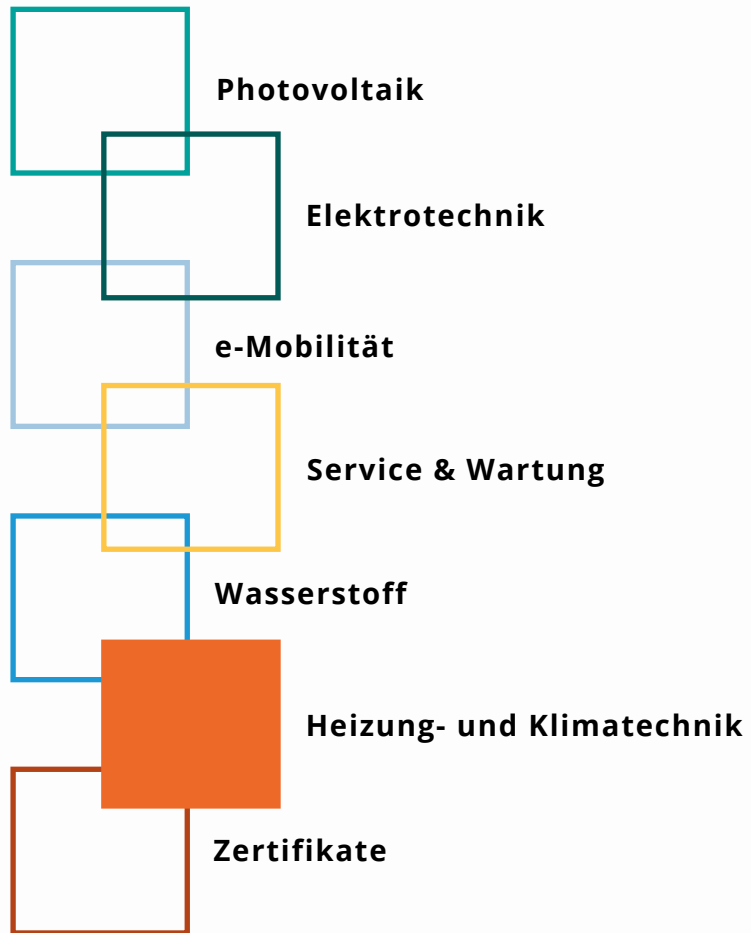 Photovoltaik
Elektrotechnik
e-Mobilität
Service & Wartung
Wasserstoff
Heizung- und Klimatechnik
Zertifikate